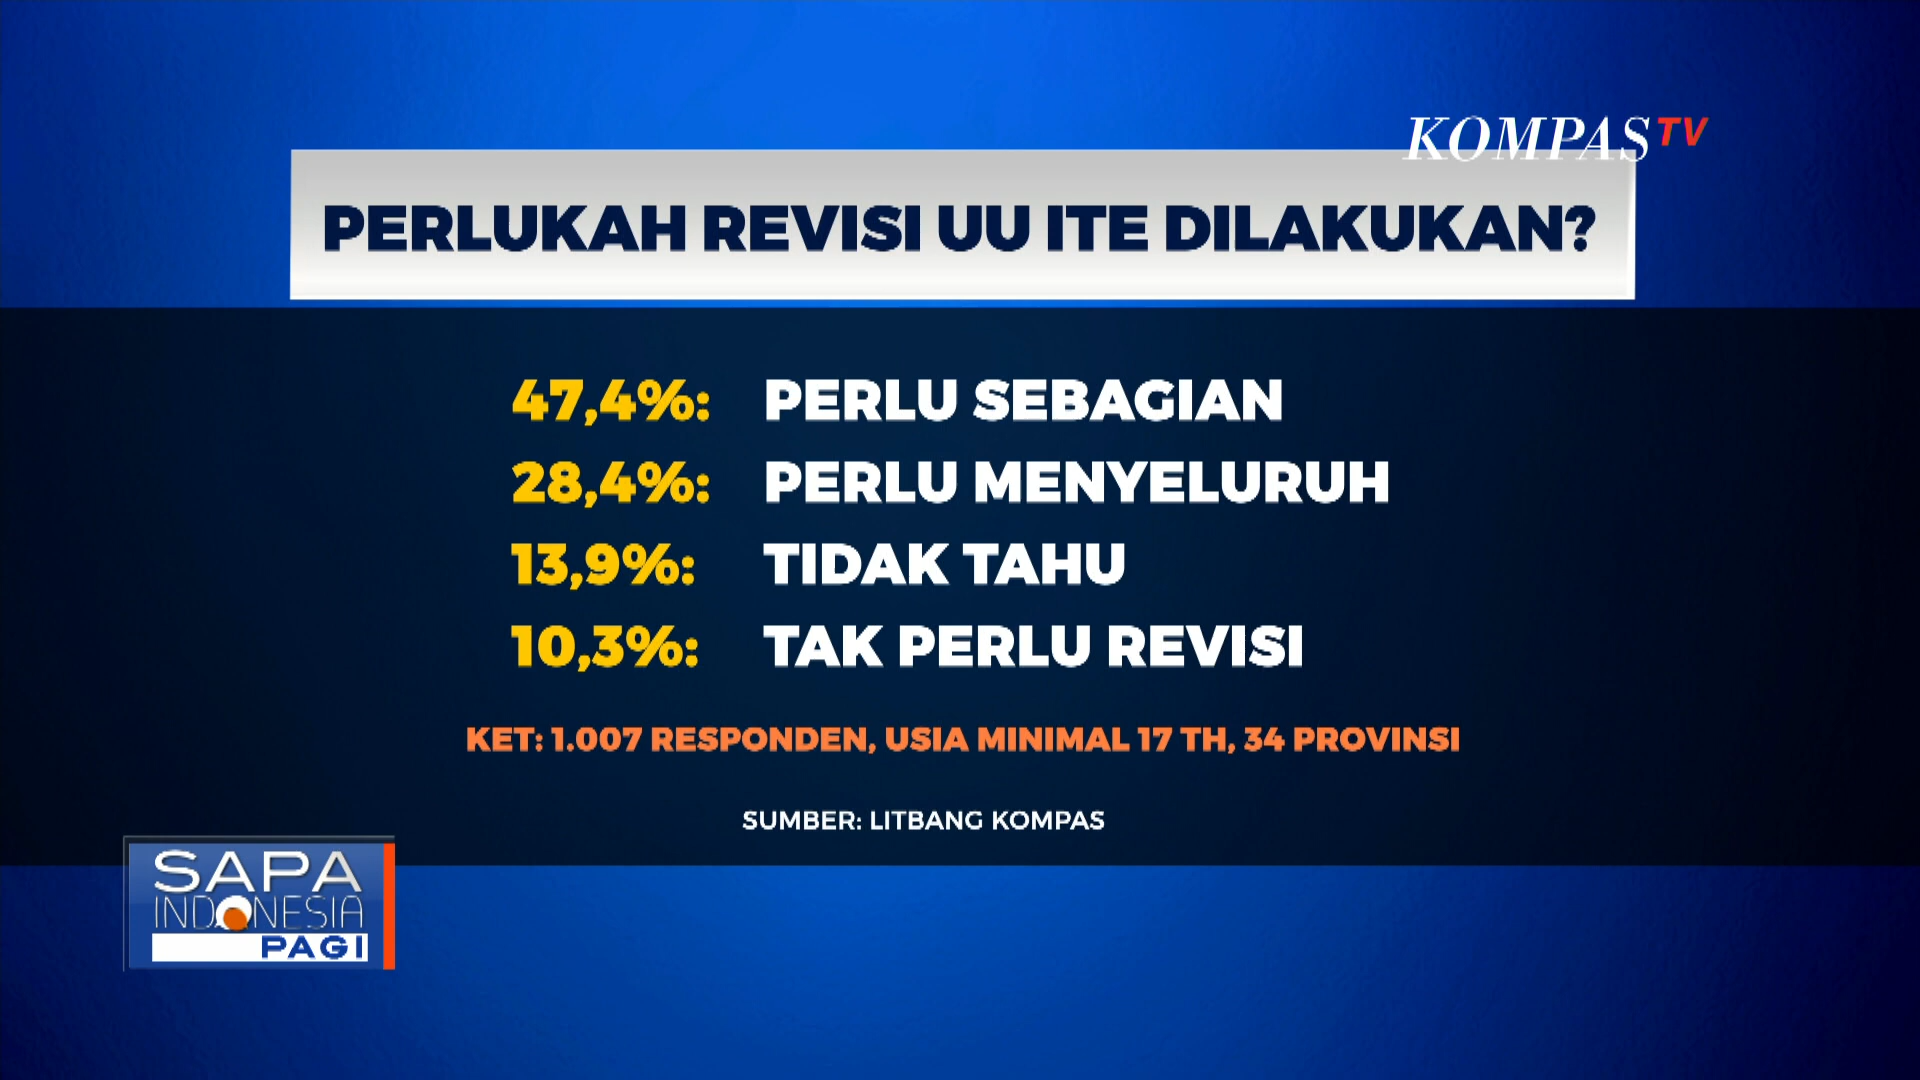 KOMPAS TV
PERLUKAH REVISI UU ITE DILAKUKAN?
47,4%: PERLU SEBAGIAN
28,4%: PERLU MENYELURUH
13,9%: TIDAK TAHU
10,3%: TAK PERLU REVISI
KET: 1.007 RESPONDEN, USIA MINIMAL 17 TH, 34 PROVINSI
SUMBER: LITBANG KOMPAS
SAPA
INDONESIA
PAGI